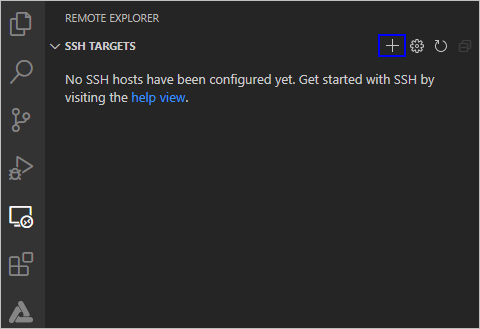 REMOTE EXPLORER
SSH TARGETS
No SSH hosts have been configured yet. Get started with SSH by
visiting the help view.